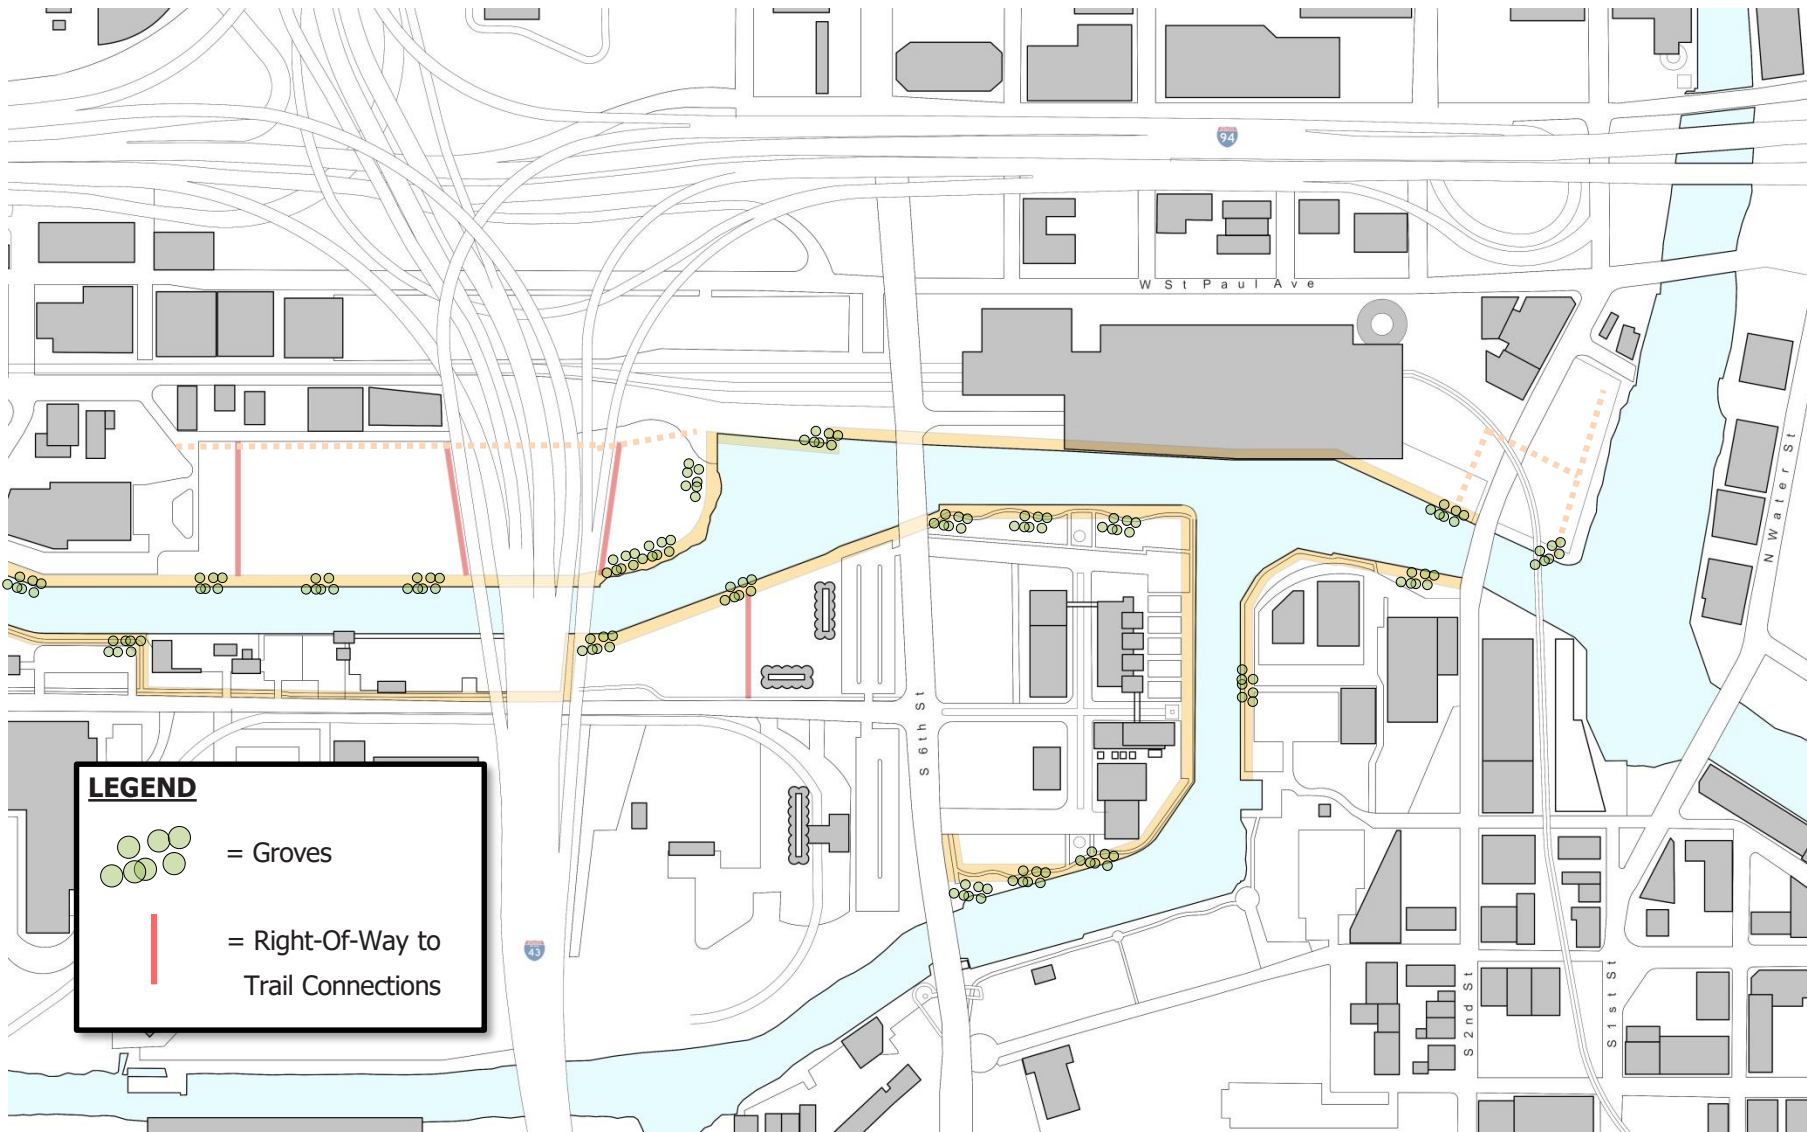 94
W St Paul Ave
N Water St
S 6th St
LEGEND
= Groves
= Right-Of-Way to
Trail Connections
43
S 2nd St
S 1st St